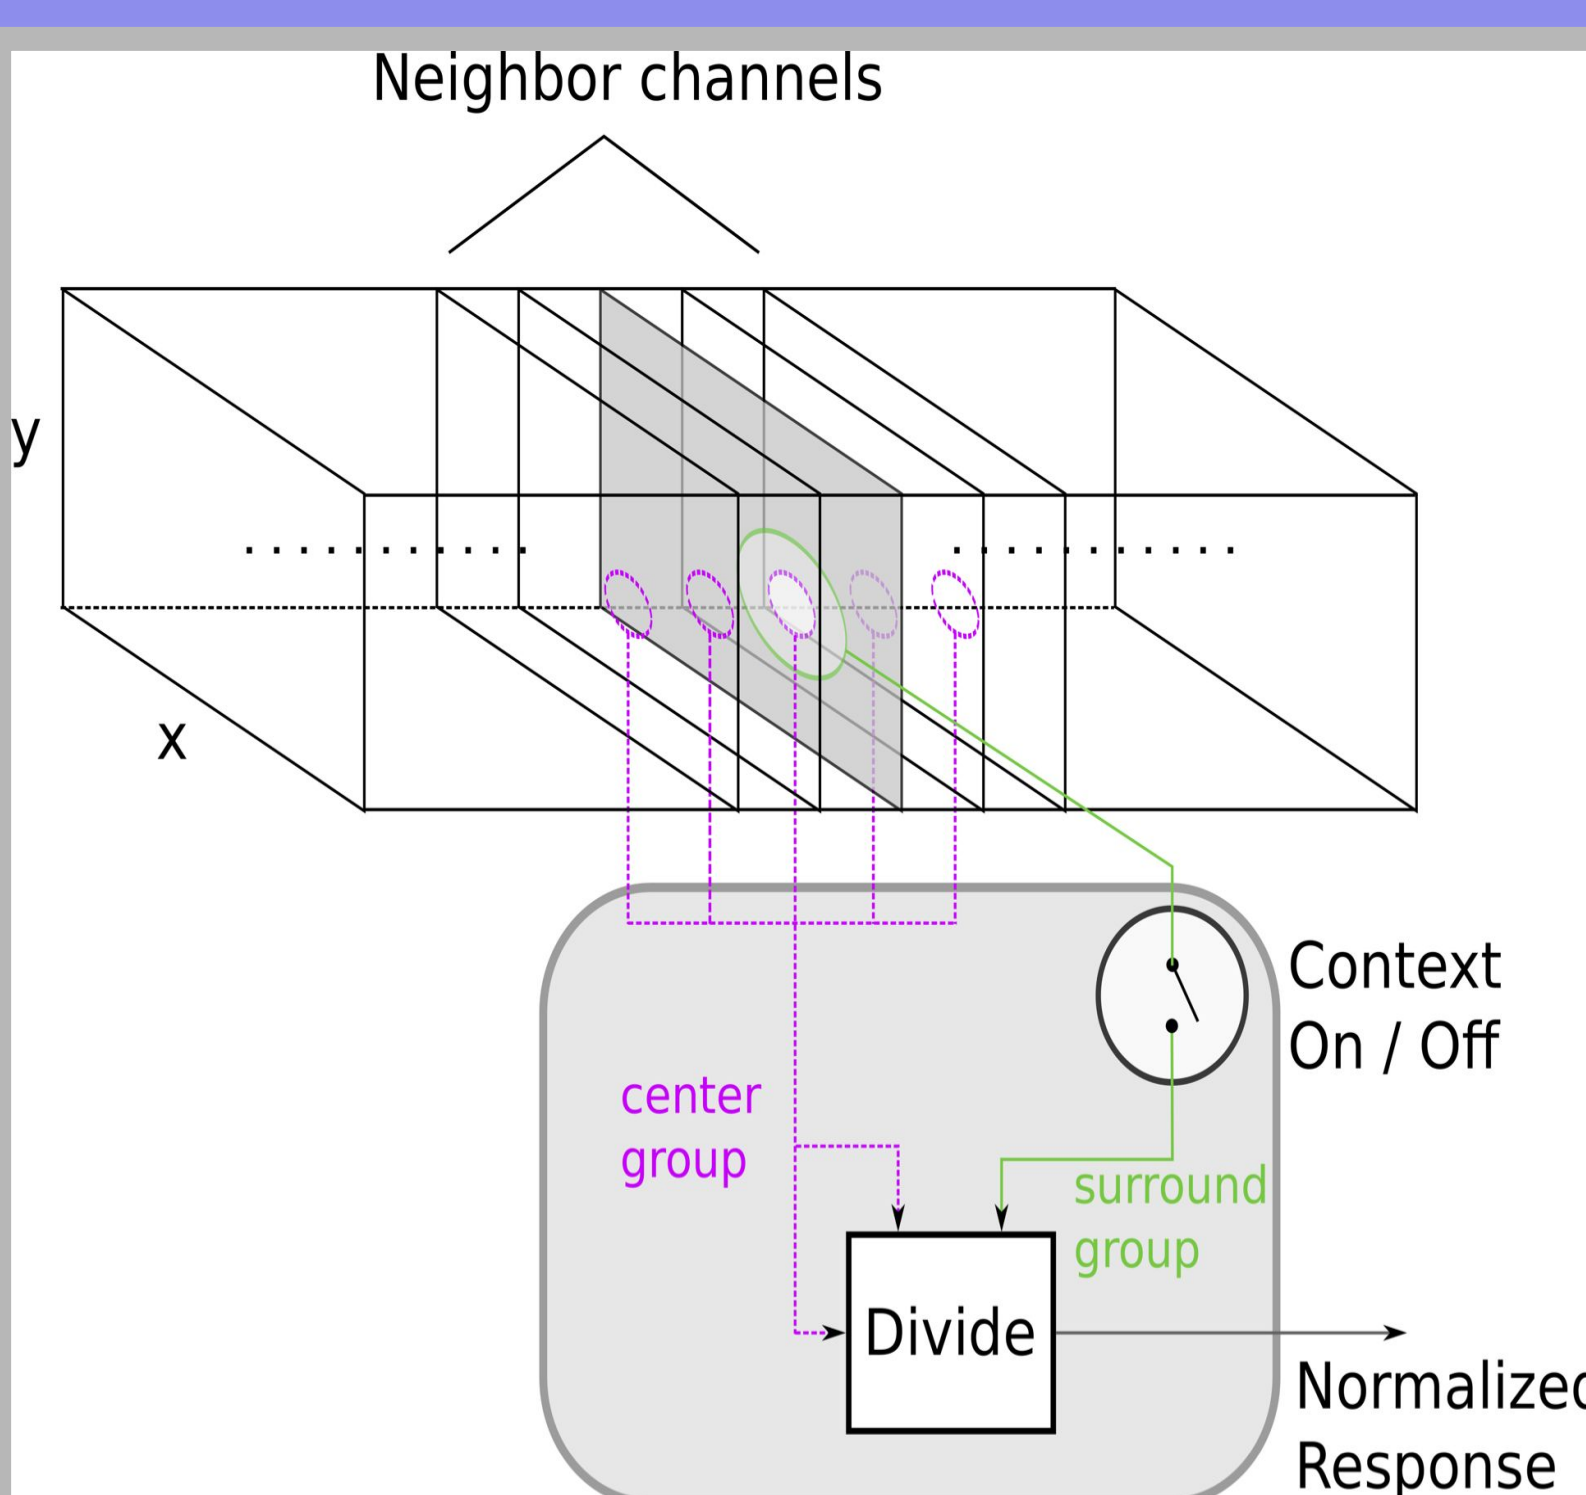 Neighbor channels
y
x
Context
On / Off
center
group
surround
group
Divide
Normalized
Response